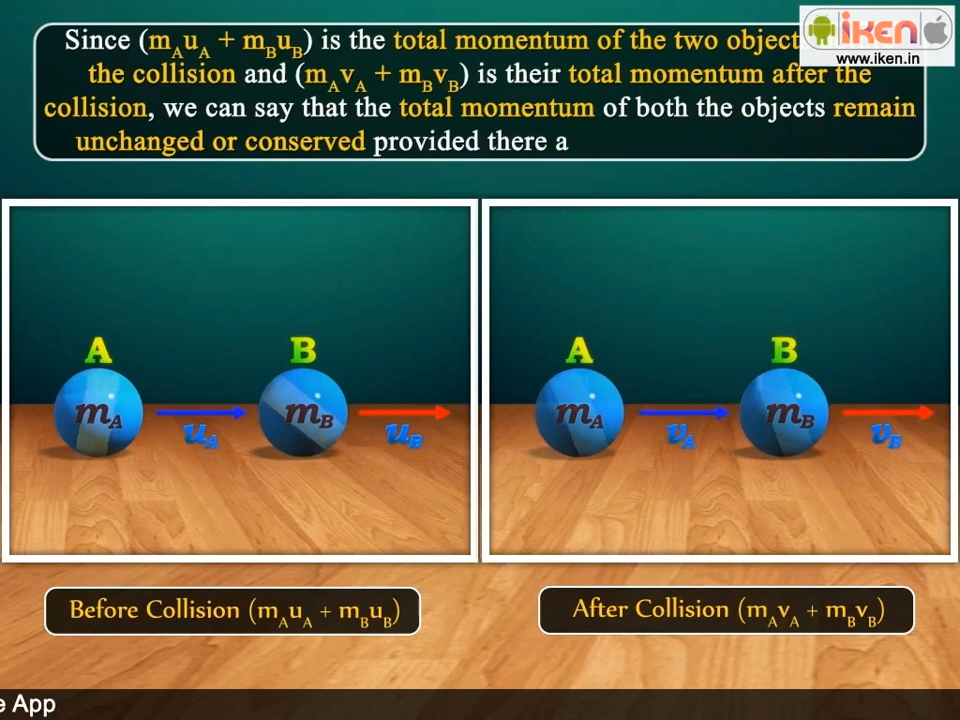 Since (mAuA + mBuB) is the total momentum of the two object
the collision and (mAvA + mBvB) is their total momentum after the
collision, we can say that the total momentum of both the objects remain
unchanged or conserved provided there a
iKEN
www.iken.in
A
B
mA
mB
uA
uB
A
B
mA
mB
vA
vB
Before Collision (mAuA + mBuB)
After Collision (mAvA + mBvB)
e App